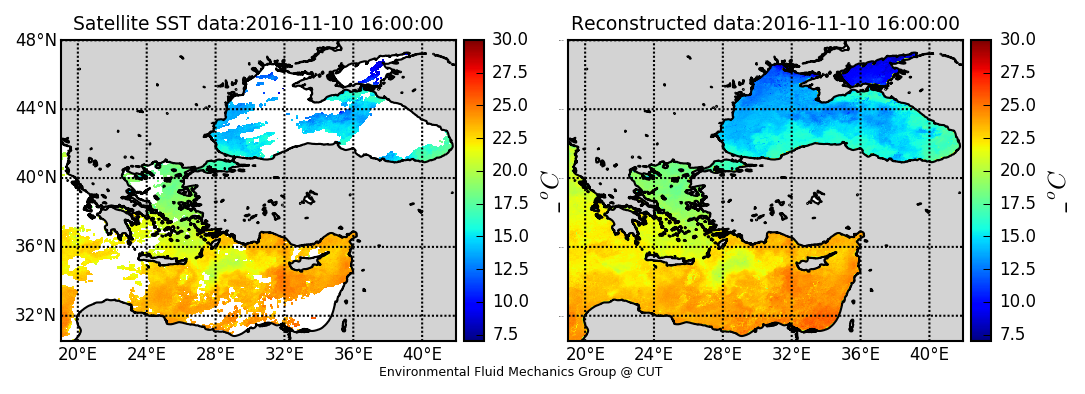 Satellite SST data:2016-11-10 16:00:00
48°N
44°N
40°N
36°N
32°N
20°E 24°E 28°E 32°E 36°E 40°E
30.0
27.5
25.0
22.5
20.0
17.5
15.0
12.5
10.0
7.5
_ °C
Reconstructed data:2016-11-10 16:00:00
20°E 24°E 28°E 32°E 36°E 40°E
30.0
27.5
25.0
22.5
20.0
17.5
15.0
12.5
10.0
7.5
_ °C
Environmental Fluid Mechanics Group @ CUT